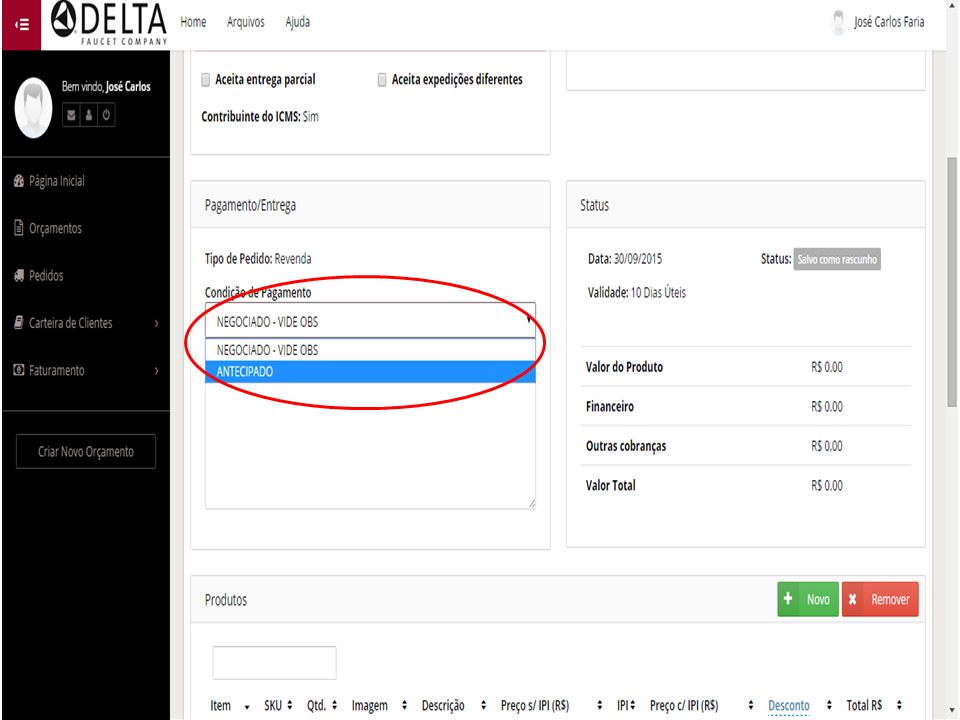 DELTA
FAUCET COMPANY
Home Arquivos Ajuda
José Carlos Faria
Bem vindo, José Carlos
Página Inicial
Orçamentos
Pedidos
Carteira de Clientes
Faturamento
Criar Novo Orçamento
Aceita entrega parcial Aceita expedições diferentes
Contribuinte do ICMS: Sim
Pagamento/Entrega
Tipo de Pedido: Revenda
Condição de Pagamento
NEGOCIADO - VIDE OBS
NEGOCIADO - VIDE OBS
ANTECIPADO
Status
Data: 30/09/2015 Status: Salvo como rascunho
Validade: 10 Dias Úteis
Valor do Produto R$ 0.00
Financeiro R$ 0.00
Outras cobranças R$ 0,00
Valor Total R$ 0.00
Produtos
Novo Remover
Item SKU Qtd. Imagem Descrição Preço s/ IPI (R$) IPI Preço c/ IPI (R$) Desconto Total R$